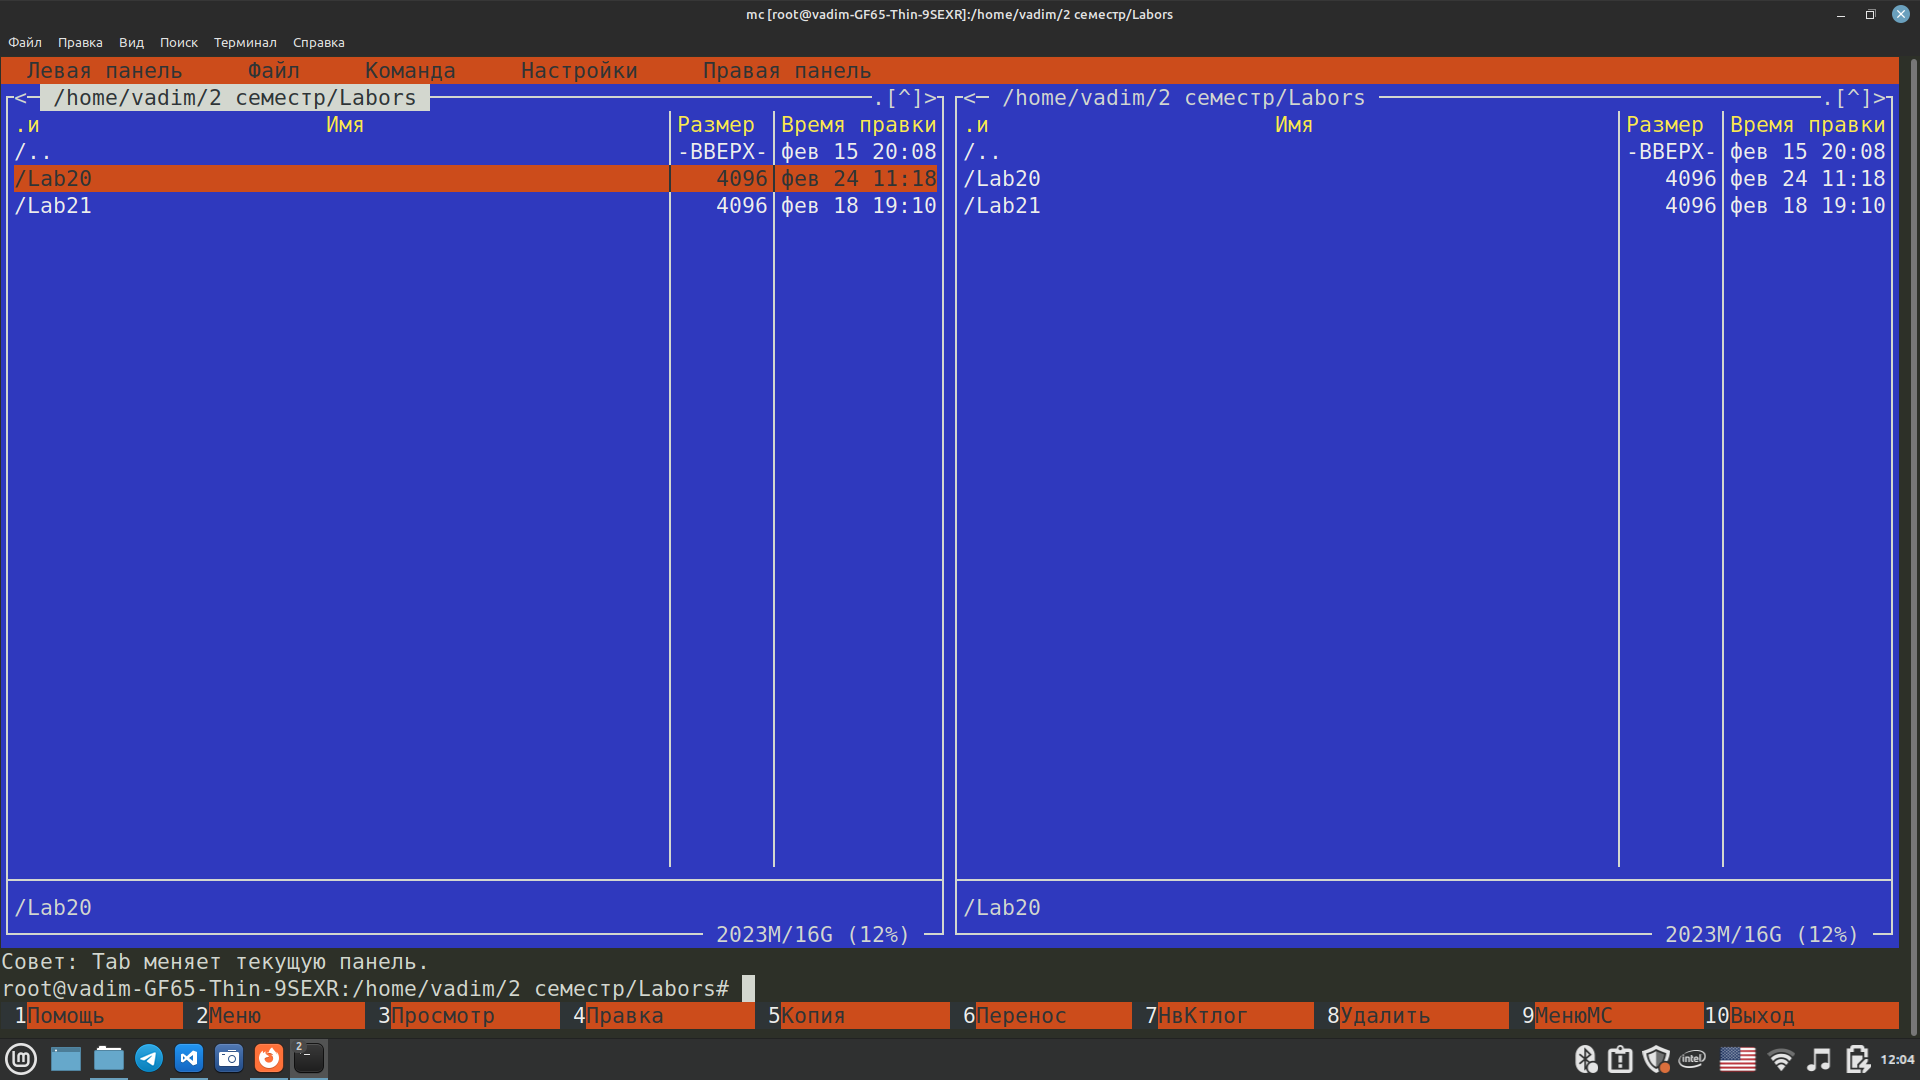 mc [root@vadim-GF65-Thin-9SEXR]:/home/vadim/2 семестр/Labors
Файл Правка Вид Поиск Терминал Справка
Левая панель Файл Команда Настройки Правая панель
<─ /home/vadim/2 семестр/Labors ─.[^]> <─ /home/vadim/2 семестр/Labors ─.[^]>
.и Имя Размер Время правки .и Имя Размер Время правки
/.. -ВВЕРХ- фев 15 20:08 /.. -ВВЕРХ- фев 15 20:08
/Lab20 4096 фев 24 11:18 /Lab20 4096 фев 24 11:18
/Lab21 4096 фев 18 19:10 /Lab21 4096 фев 18 19:10
/Lab20 /Lab20
2023M/16G (12%) 2023M/16G (12%)
Совет: Tab меняет текущую панель.
root@vadim-GF65-Thin-9SEXR:/home/vadim/2 семестр/Labors#
1Помощь 2Меню 3Просмотр 4Правка 5Копия 6Перенос 7НвКтлог 8Удалить 9МенюМС 10Выход
2 intel 12:04